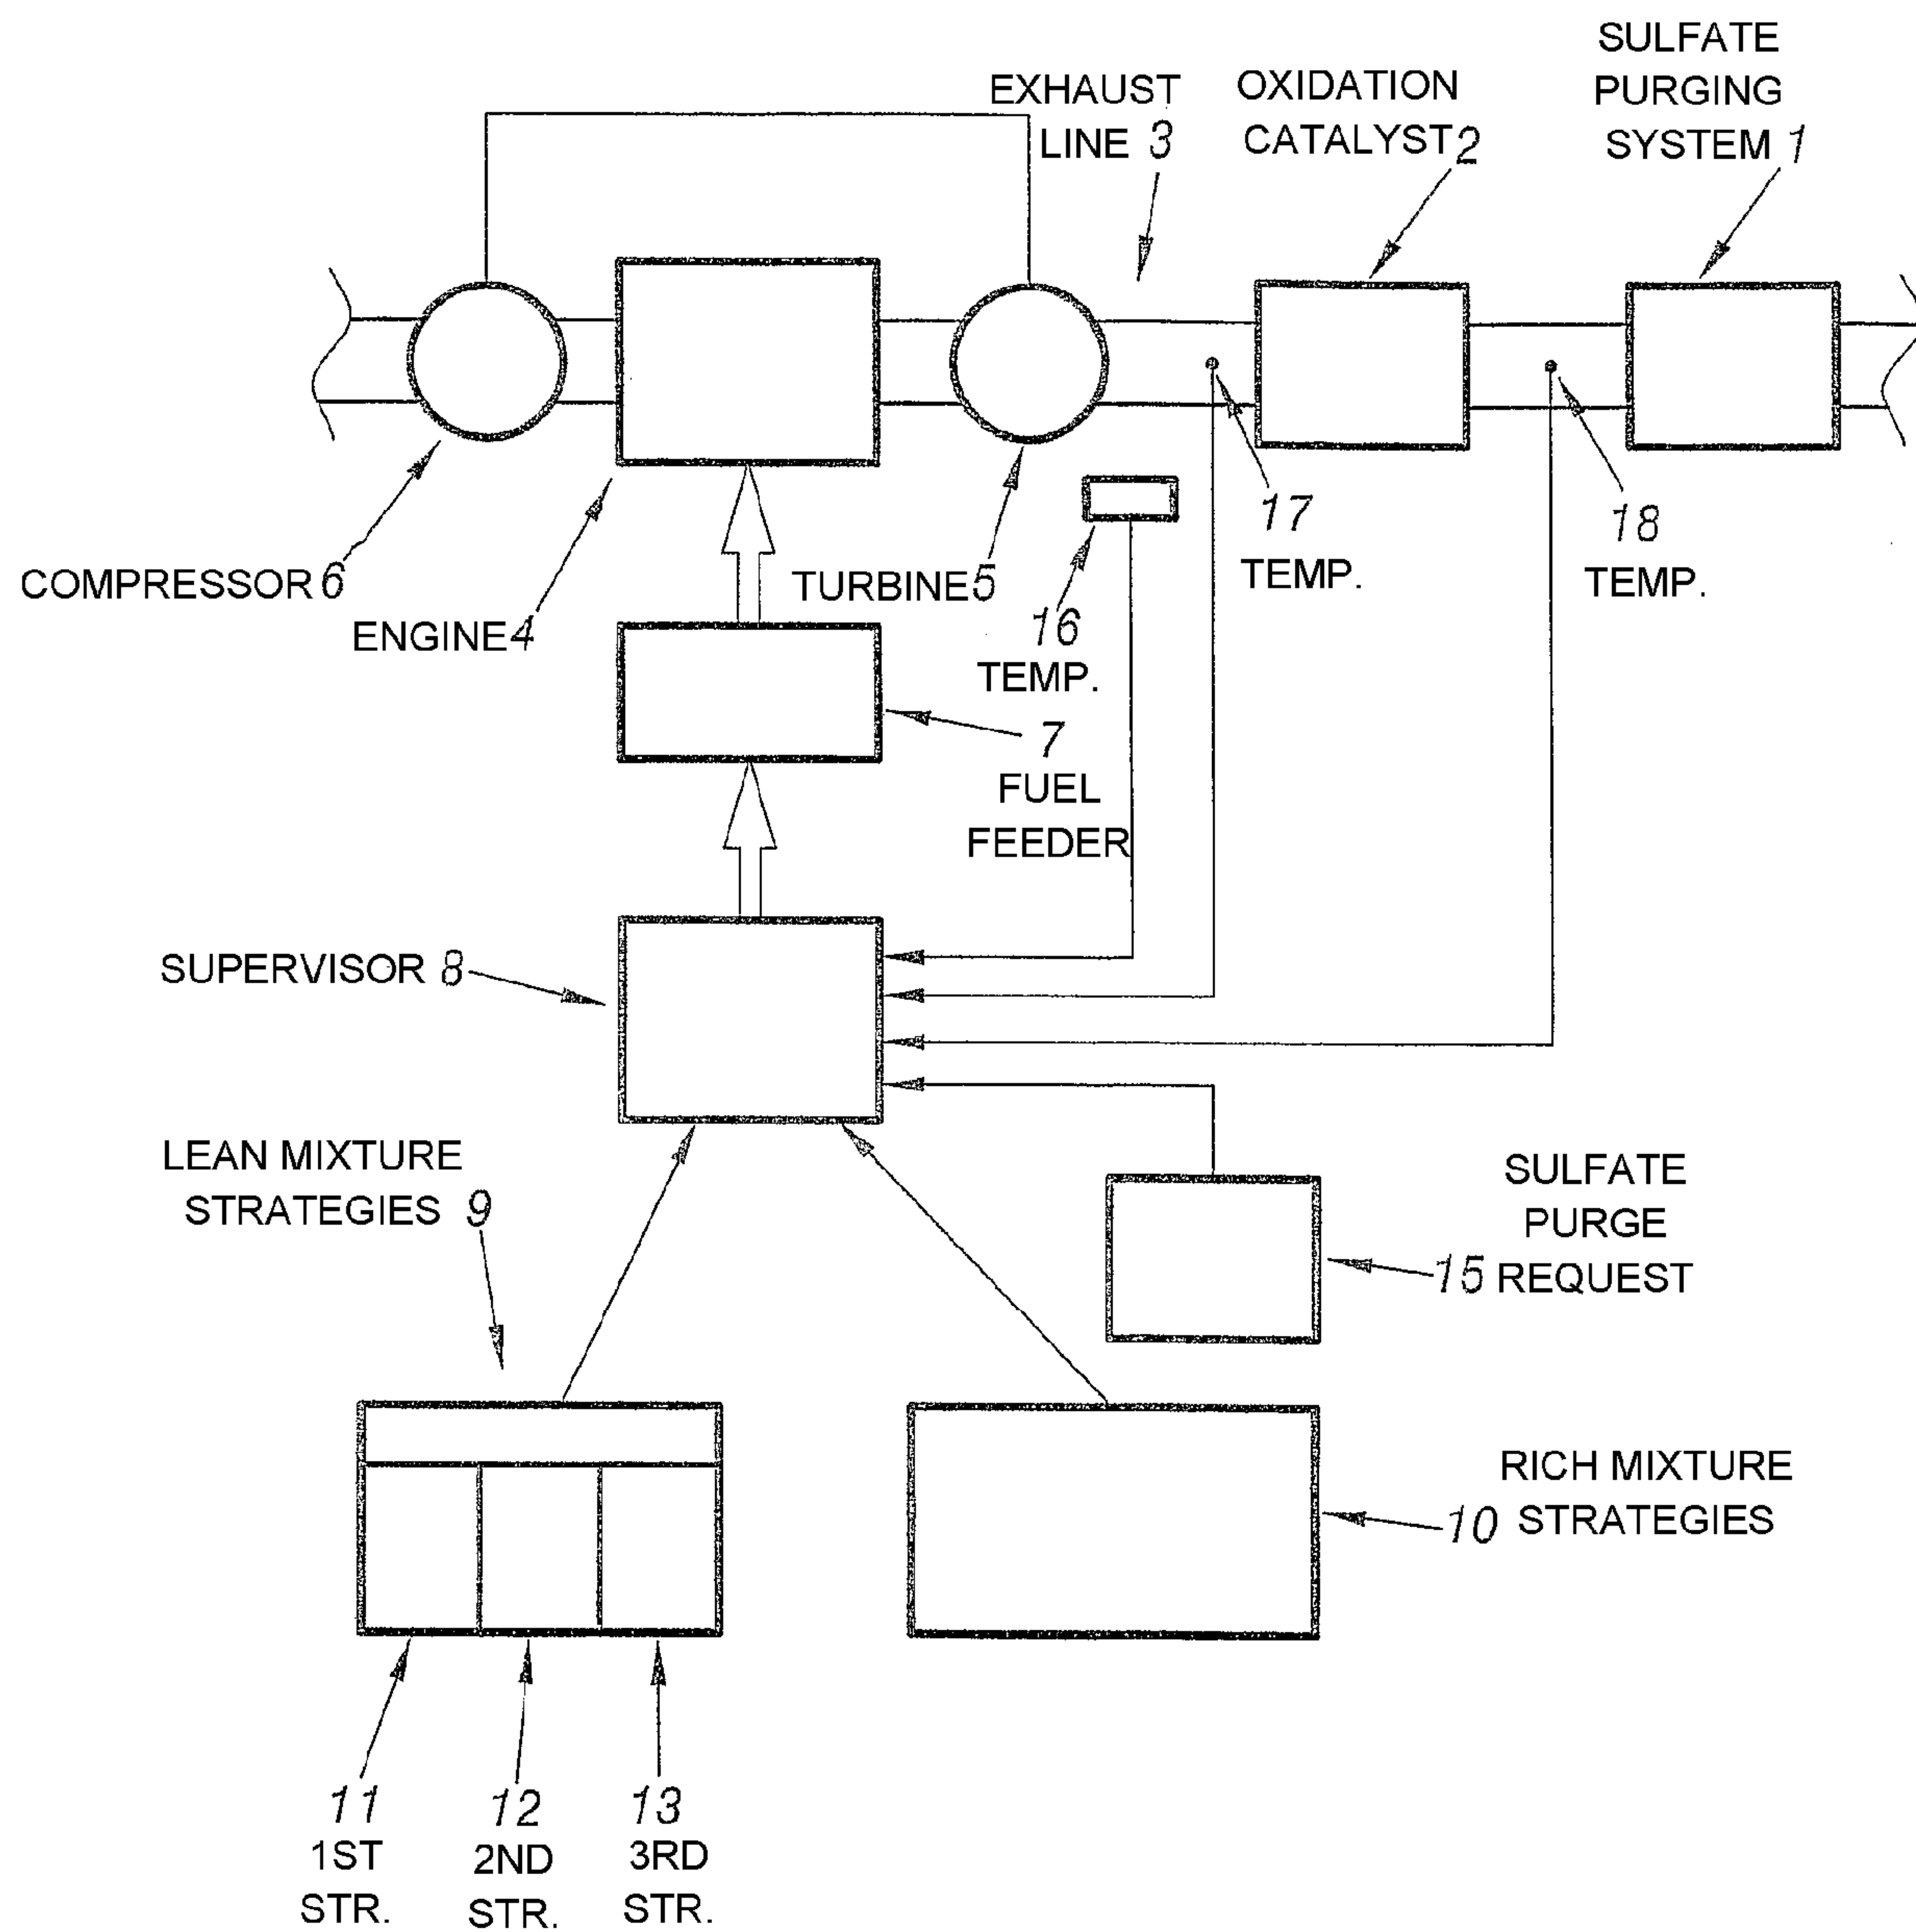 SULFATE
PURGING
SYSTEM 1
OXIDATION
CATALYST 2
EXHAUST
LINE 3
COMPRESSOR 6
ENGINE 4
TURBINE 5
16
TEMP.
17
TEMP.
18
TEMP.
7
FUEL
FEEDER
SUPERVISOR 8
LEAN MIXTURE
STRATEGIES 9
SULFATE
PURGE
15 REQUEST
RICH MIXTURE
10 STRATEGIES
11
1ST
STR.
12
2ND
STR.
13
3RD
STR.